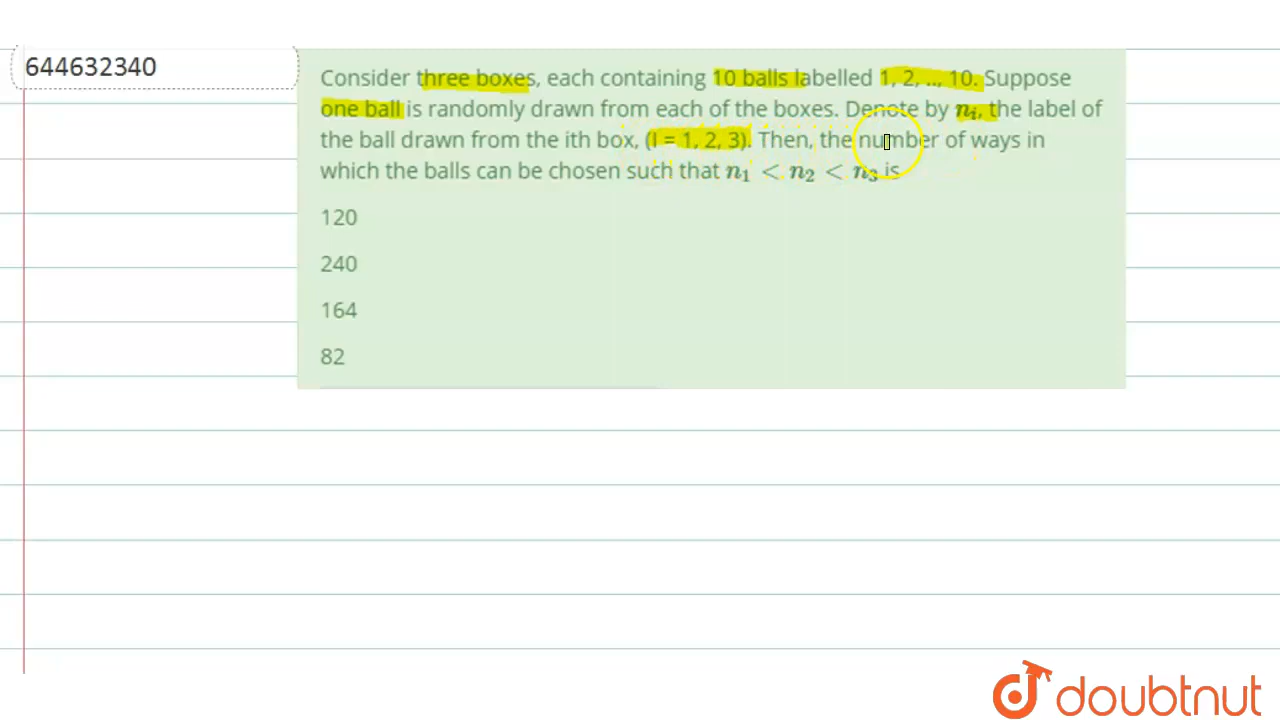 644632340
Consider three boxes, each containing 10 balls labelled 1, 2, .., 10. Suppose
one ball is randomly drawn from each of the boxes. Denote by n_i, the label of
the ball drawn from the ith box, (I = 1, 2, 3). Then, the number of ways in
which the balls can be chosen such that n_1 < n_2 < n_3 is
120
240
164
82
doubtnut